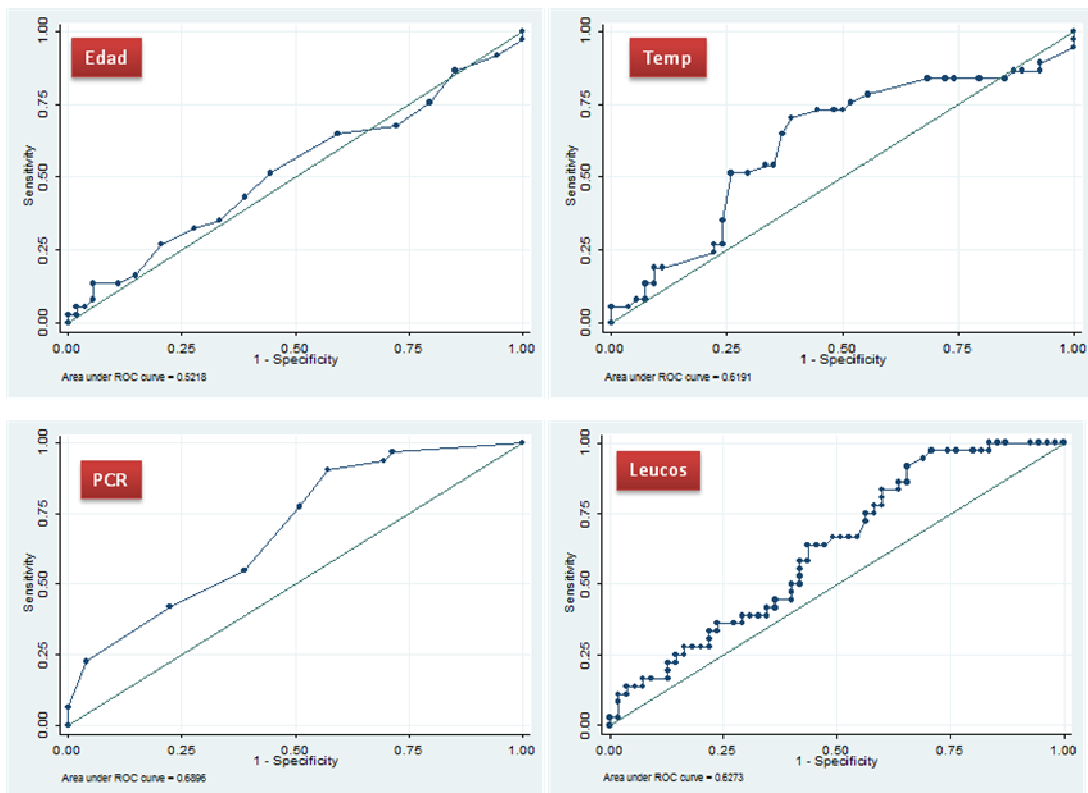 Edad
Sensitivity
1.00
0.75
0.50
0.25
0.00
0.00 0.25 0.50 0.75 1.00
1 - Specificity
Area under ROC curve = 0.5218
Temp
Sensitivity
1.00
0.75
0.50
0.25
0.00
0.00 0.25 0.50 0.75 1.00
1 - Specificity
Area under ROC curve = 0.6191
PCR
Sensitivity
1.00
0.75
0.50
0.25
0.00
0.00 0.25 0.50 0.75 1.00
1 - Specificity
Area under ROC curve = 0.6896
Leucos
Sensitivity
1.00
0.75
0.50
0.25
0.00
0.00 0.25 0.50 0.75 1.00
1 - Specificity
Area under ROC curve = 0.6273